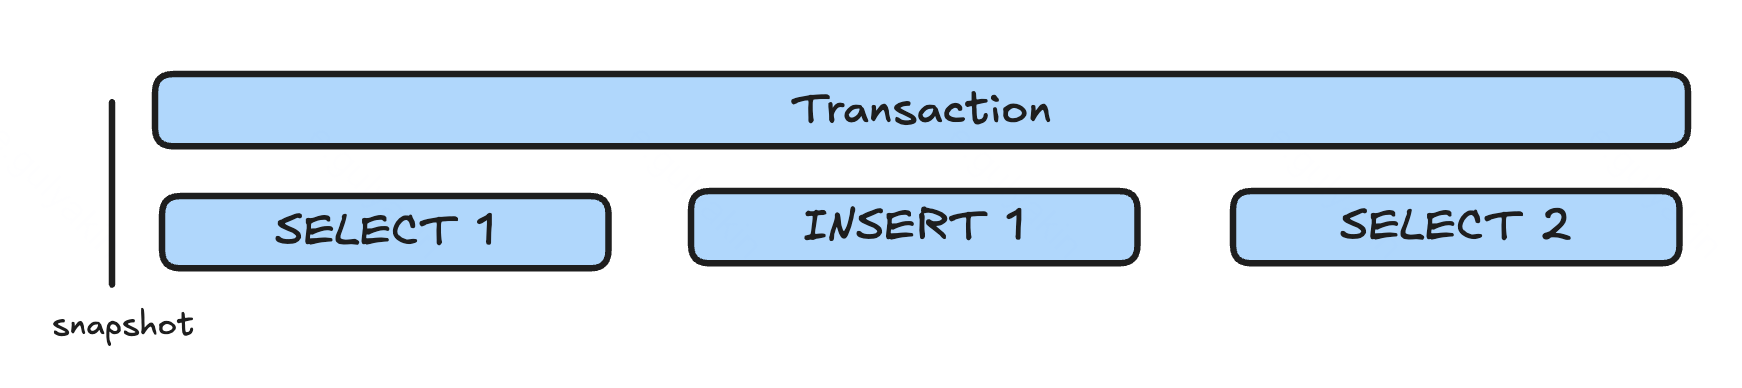 Transaction
SELECT 1
INSERT 1
SELECT 2
snapshot